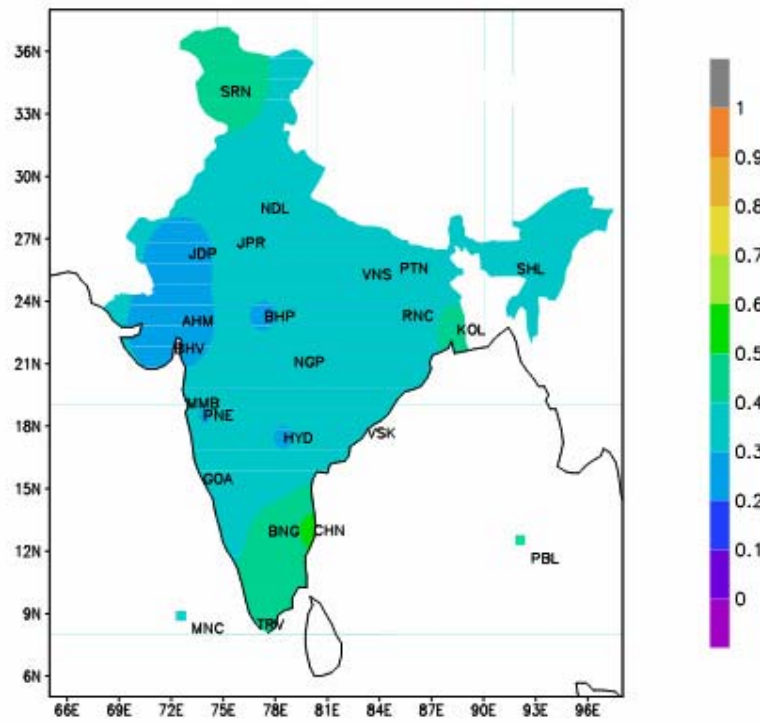 36N
33N
30N
27N
24N
21N
18N
15N
12N
9N
6N
SRN
NDL
JDP
JPR
VNS
PTN
SHL
AHM
BHP
RNC
KOL
BHV
NGP
MMB
PNE
HYD
VSK
GOA
BNG
CHN
PBL
MNC
TRV
66E 69E 72E 75E 78E 81E 84E 87E 90E 93E 96E
1
0.9
0.8
0.7
0.6
0.5
0.4
0.3
0.2
0.1
0